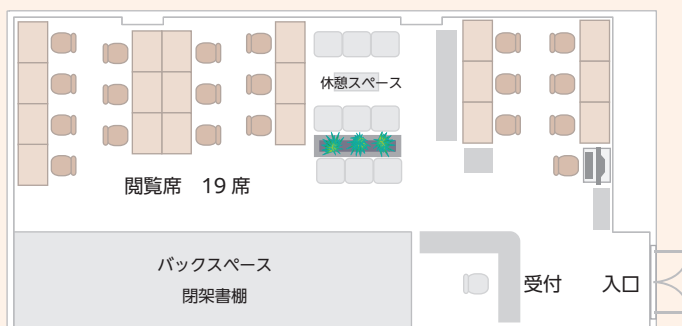 休憩スペース
閲覧席　19 席
バックスペース
閉架書棚
受付
入口